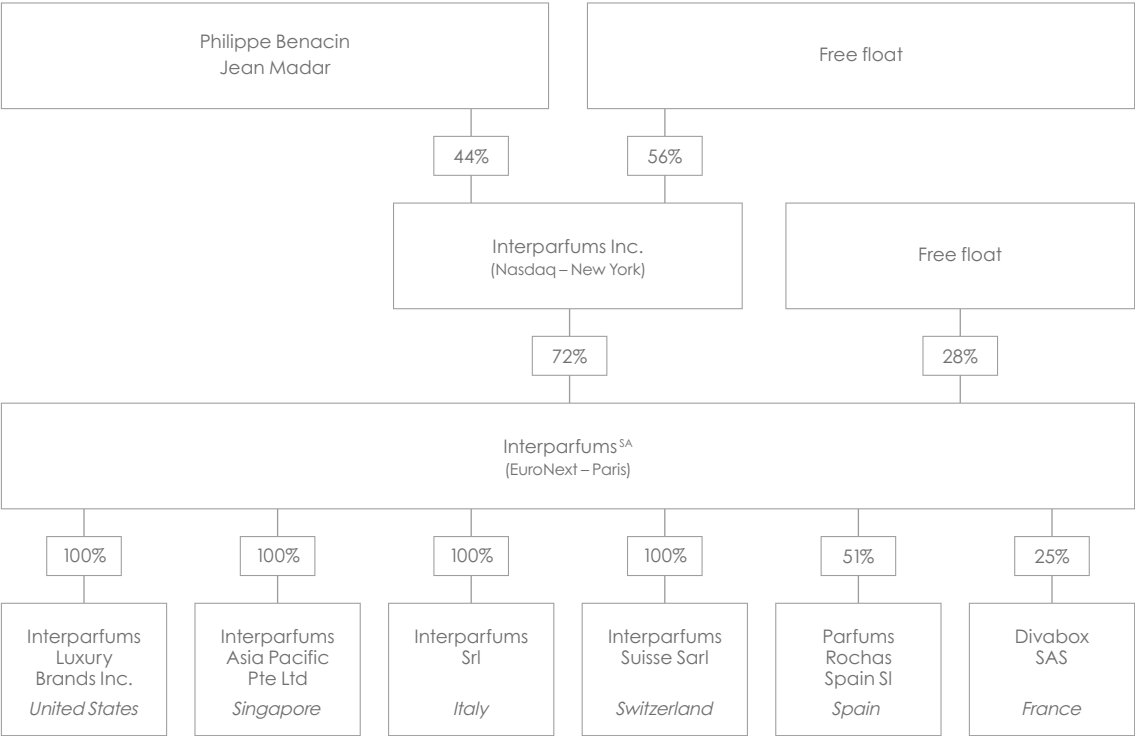 Philippe Benacin
Jean Madar
Free float
44%
56%
Interparfums Inc.
(Nasdaq – New York)
Free float
72%
28%
Interparfums SA
(EuroNext – Paris)
100%
100%
100%
100%
51%
25%
Interparfums
Luxury
Brands Inc.
United States
Interparfums
Asia Pacific
Pte Ltd
Singapore
Interparfums
Srl
Italy
Interparfums
Suisse Sarl
Switzerland
Parfums
Rochas
Spain Sl
Spain
Divabox
SAS
France